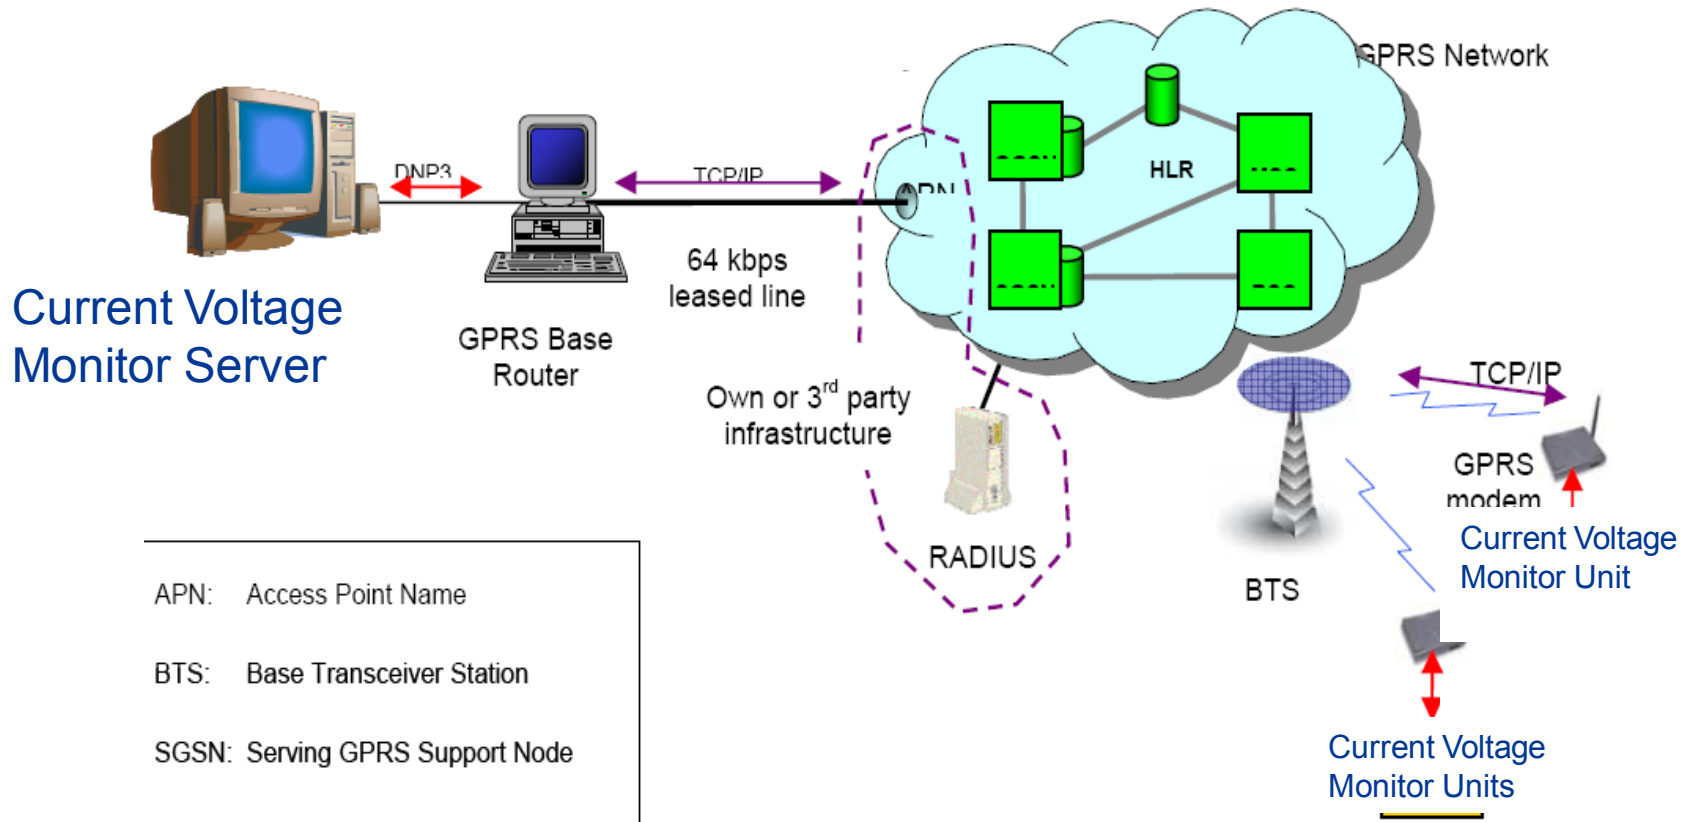 GPRS Network
HLR
DNP3
TCP/IP
APN
64 kbps
leased line
Current Voltage
Monitor Server
GPRS Base
Router
Own or 3rd party
infrastructure
RADIUS
TCP/IP
GPRS
modem
BTS
Current Voltage
Monitor Unit
Current Voltage
Monitor Units
APN: Access Point Name
BTS: Base Transceiver Station
SGSN: Serving GPRS Support Node